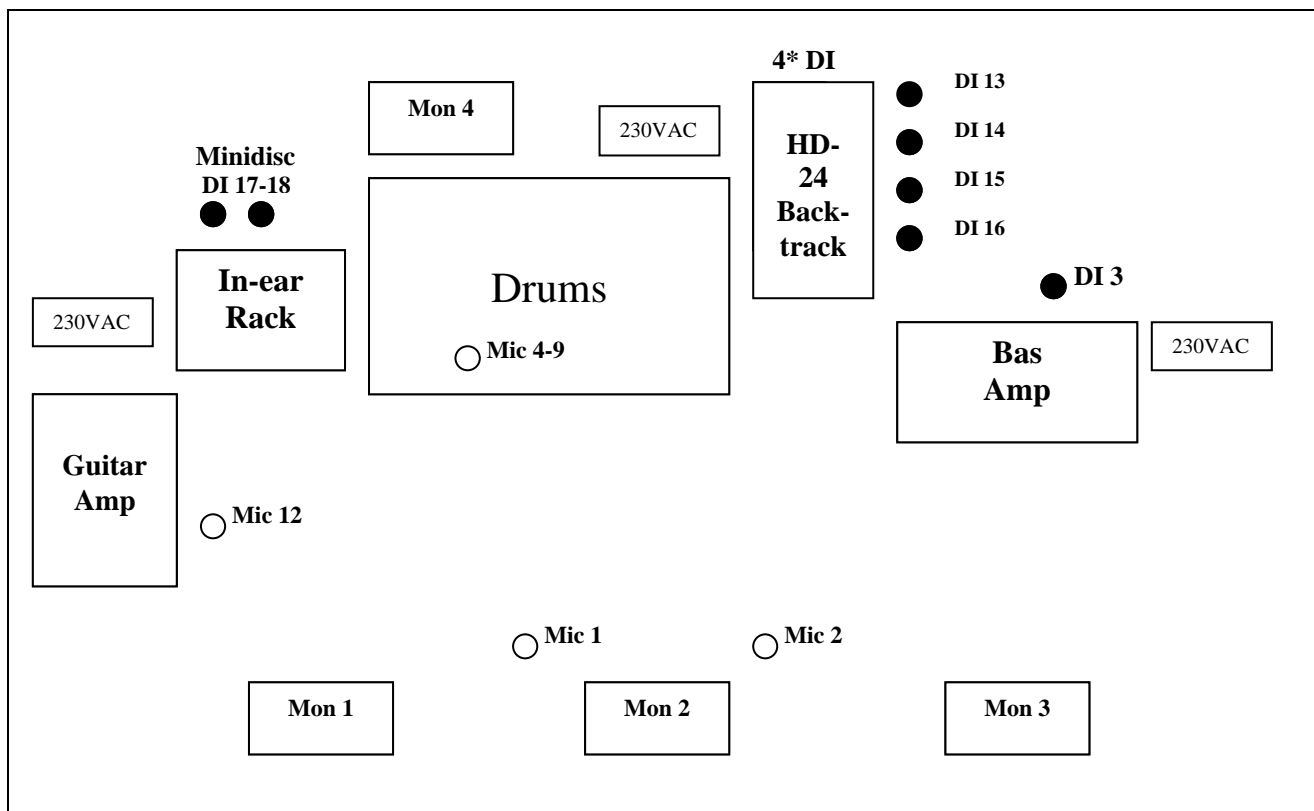 4* DI
DI 13
Mon 4
230VAC
DI 14
HD-
24
Back-
track
Minidisc
DI 17-18
DI 15
DI 16
In-ear
Rack
Drums
DI 3
230VAC
Mic 4-9
Bas
Amp
230VAC
Guitar
Amp
Mic 12
Mic 1
Mic 2
Mon 1
Mon 2
Mon 3